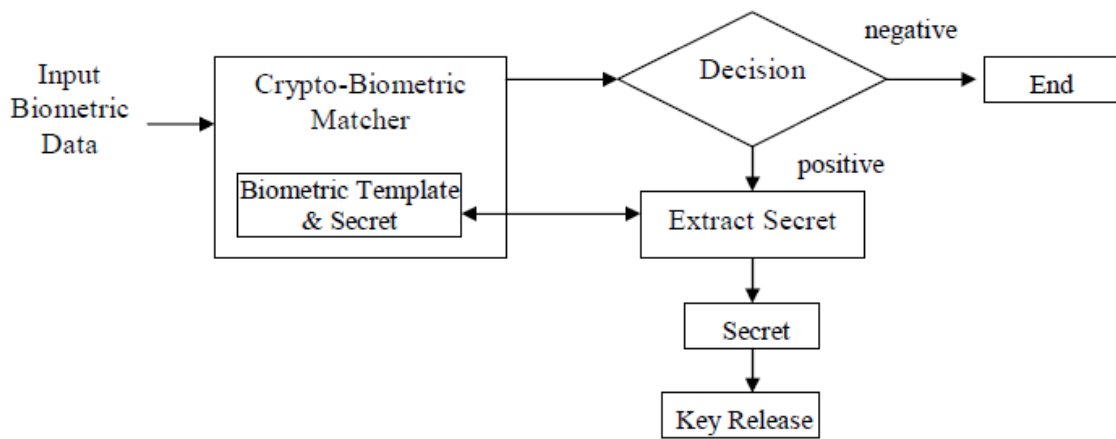 Input
Biometric
Data
Crypto-Biometric
Matcher
Biometric Template
& Secret
Decision
negative
End
positive
Extract Secret
Secret
Key Release